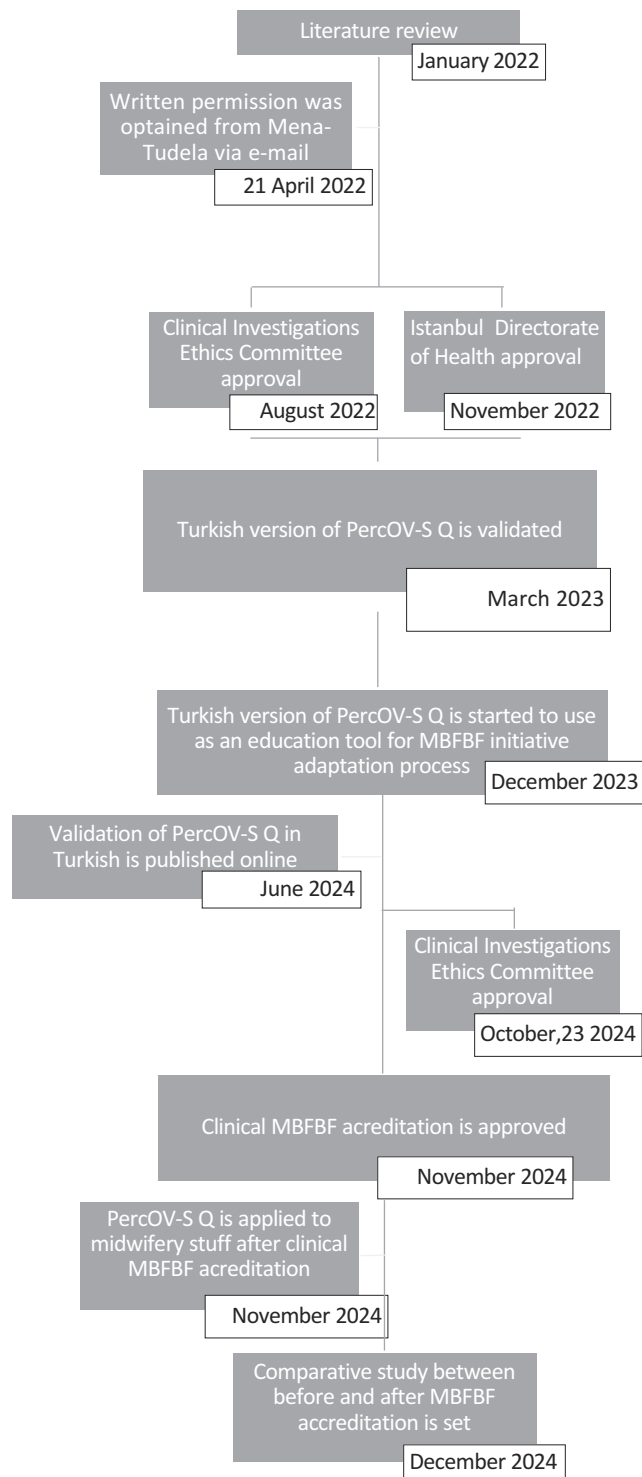 Literature review
January 2022
Written permission was
optained from Mena-
Tudela via e-mail
21 April 2022
Clinical Investigations
Ethics Committee
approval
August 2022
Istanbul Directorate
of Health approval
November 2022
Turkish version of PercOV-S Q is validated
March 2023
Turkish version of PercOV-S Q is started to use
as an education tool for MBFBF initiative
adaptation process
December 2023
Validation of PercOV-S Q in
Turkish is published online
June 2024
Clinical Investigations
Ethics Committee
approval
October,23 2024
Clinical MBFBF acreditation is approved
November 2024
PercOV-S Q is applied to
midwifery stuff after clinical
MBFBF acreditation
November 2024
Comparative study between
before and after MBFBF
accreditation is set
December 2024